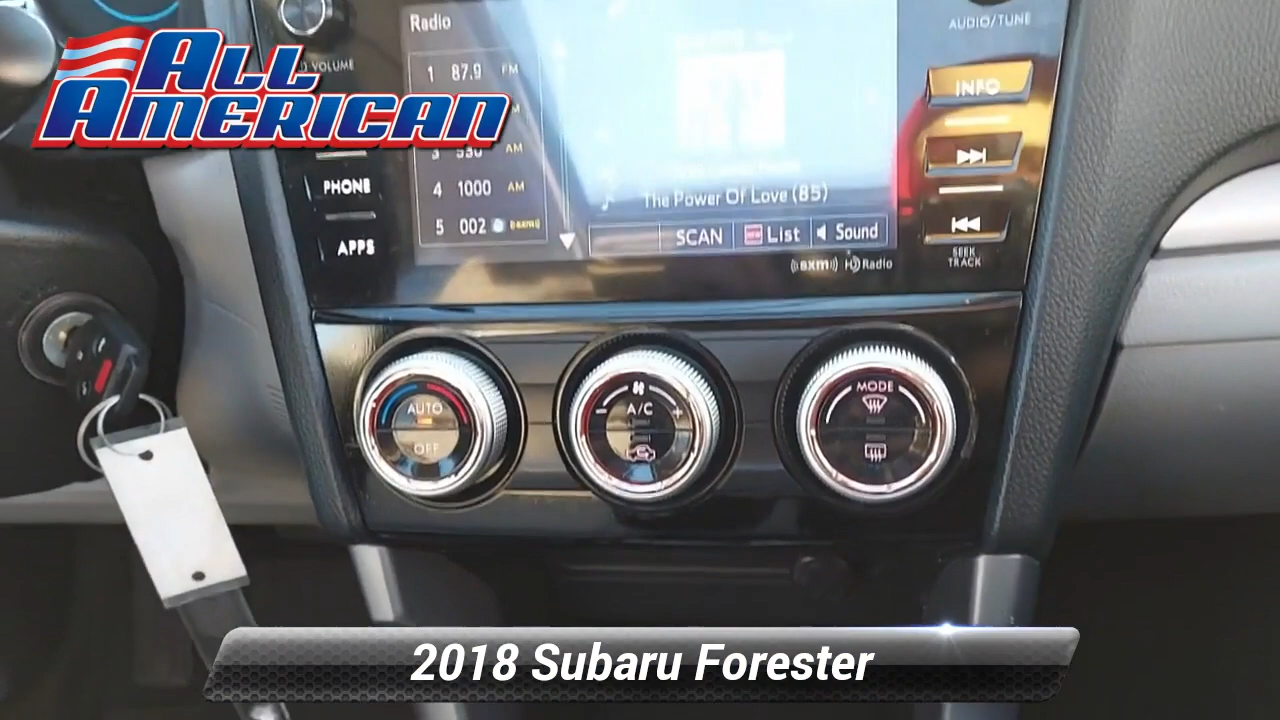 ALL
AMERICAN
Radio
VOLUME
AUDIO/TUNE
1 87.9 FM
3 530 AM
4 1000 AM
5 002 (((sxm)))
PHONE
APPS
The Power Of Love (85)
SCAN
List
Sound
(((sxm))) HD Radio
INFO
SEEK
TRACK
AUTO
OFF
- A/C +
MODE
2018 Subaru Forester